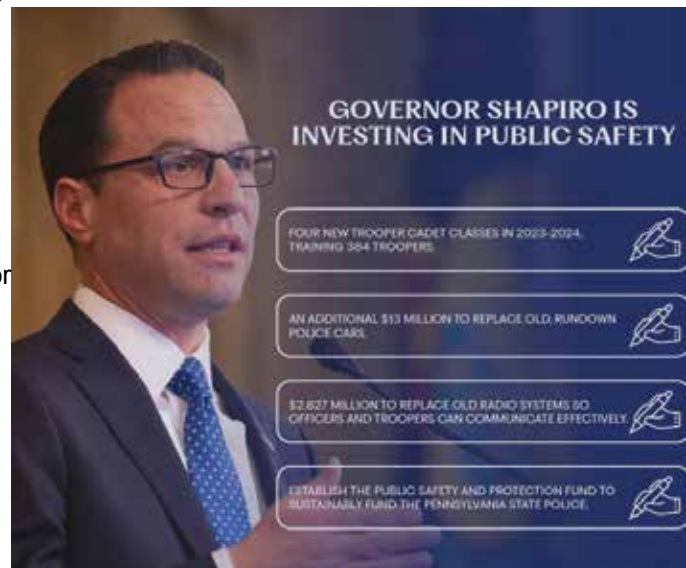 GOVERNOR SHAPIRO IS
INVESTING IN PUBLIC SAFETY
FOUR NEW TROOPER CADET CLASSES IN 2023-2024,
TRAINING 384 TROOPERS.
or
AN ADDITIONAL $13 MILLION TO REPLACE OLD, RUNDOWN
POLICE CARS.
$2.827 MILLION TO REPLACE OLD RADIO SYSTEMS SO
OFFICERS AND TROOPERS CAN COMMUNICATE EFFECTIVELY.
ESTABLISH THE PUBLIC SAFETY AND PROTECTION FUND TO
SUSTAINABLY FUND THE PENNSYLVANIA STATE POLICE.